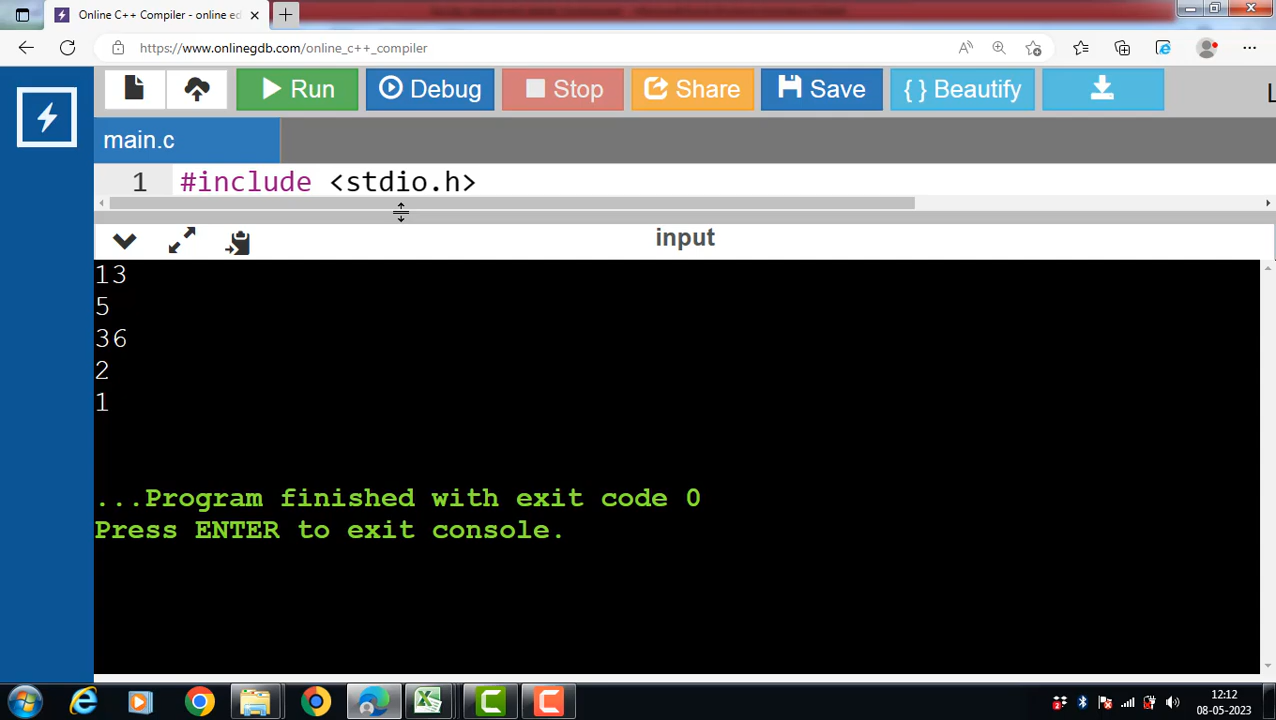 Online C++ Compiler - online ed
https://www.onlinegdb.com/online_c++_compiler
Run Debug Stop Share Save { } Beautify
main.c
1 #include <stdio.h>
input
13
5
36
2
1
...Program finished with exit code 0
Press ENTER to exit console.
12:12
08-05-2023